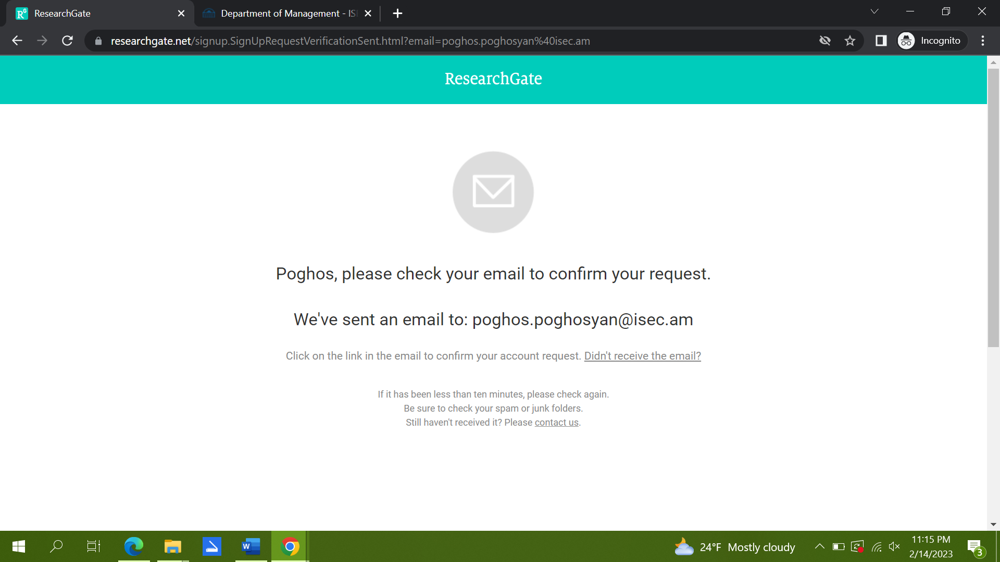 ResearchGate
Department of Management - IS
researchgate.net/signup.SignUpRequestVerificationSent.html?email=poghos.poghosyan%40isec.am
Incognito
ResearchGate
Poghos, please check your email to confirm your request.
We've sent an email to: poghos.poghosyan@isec.am
Click on the link in the email to confirm your account request. Didn't receive the email?
If it has been less than ten minutes, please check again.
Be sure to check your spam or junk folders.
Still haven't received it? Please contact us.
24°F Mostly cloudy
11:15 PM
2/14/2023
3